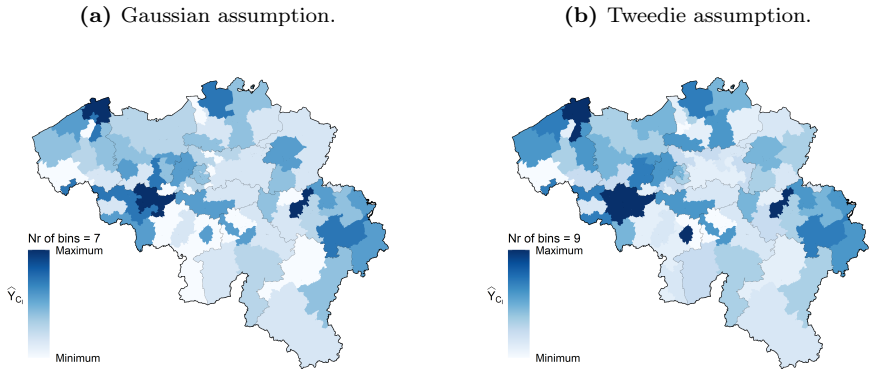 (a) Gaussian assumption.
(b) Tweedie assumption.
Nr of bins = 7
Maximum
Ŷ_{C_i}
Minimum
Nr of bins = 9
Maximum
Ŷ_{C_i}
Minimum